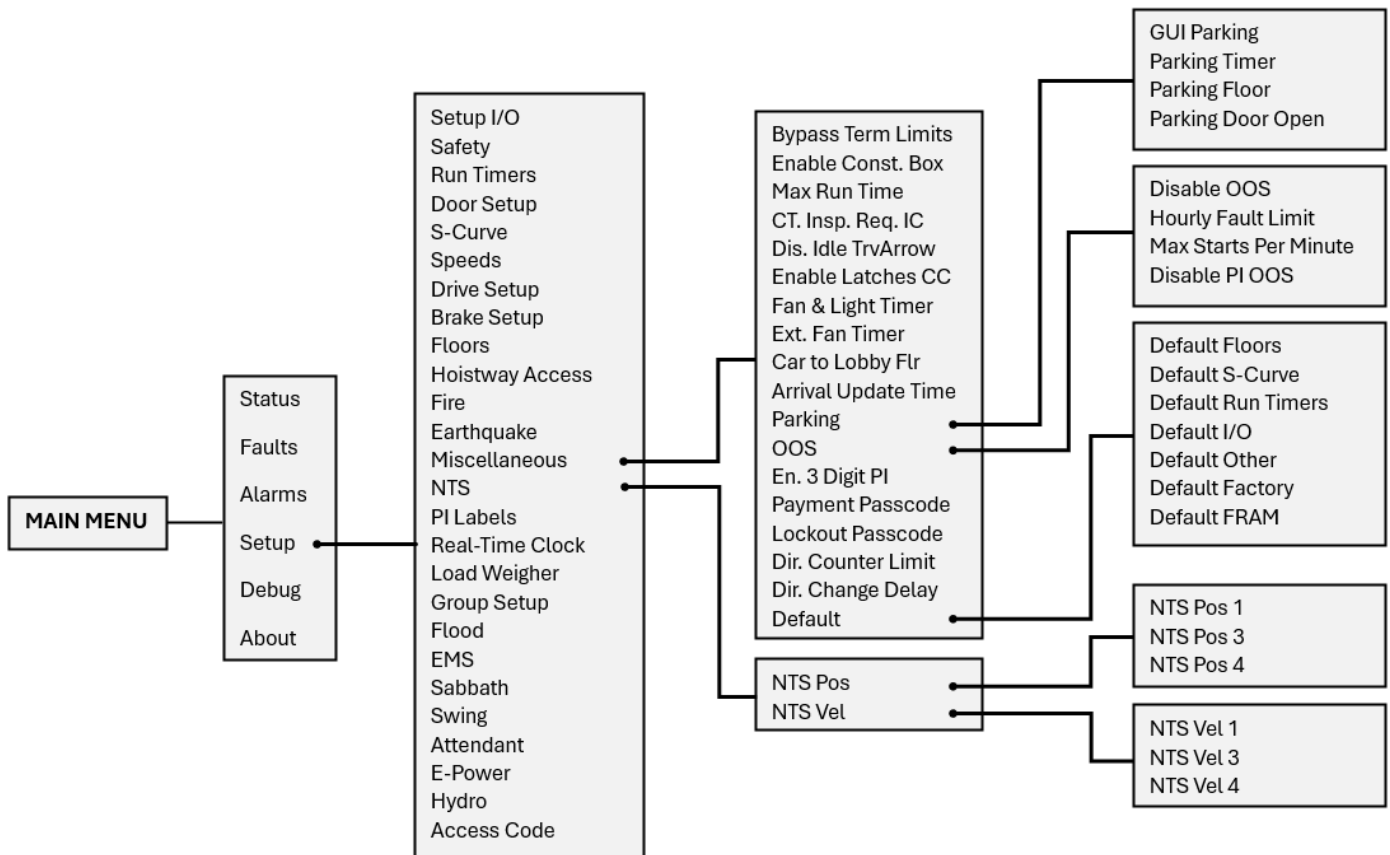 MAIN MENU
Status
Faults
Alarms
Setup
Debug
About
Setup I/O
Safety
Run Timers
Door Setup
S-Curve
Speeds
Drive Setup
Brake Setup
Floors
Hoistway Access
Fire
Earthquake
Miscellaneous
NTS
PI Labels
Real-Time Clock
Load Weigher
Group Setup
Flood
EMS
Sabbath
Swing
Attendant
E-Power
Hydro
Access Code
Bypass Term Limits
Enable Const. Box
Max Run Time
CT. Insp. Req. IC
Dis. Idle TrvArrow
Enable Latches CC
Fan & Light Timer
Ext. Fan Timer
Car to Lobby Flr
Arrival Update Time
Parking
OOS
En. 3 Digit PI
Payment Passcode
Lockout Passcode
Dir. Counter Limit
Dir. Change Delay
Default
NTS Pos
NTS Vel
GUI Parking
Parking Timer
Parking Floor
Parking Door Open
Disable OOS
Hourly Fault Limit
Max Starts Per Minute
Disable PI OOS
Default Floors
Default S-Curve
Default Run Timers
Default I/O
Default Other
Default Factory
Default FRAM
NTS Pos 1
NTS Pos 3
NTS Pos 4
NTS Vel 1
NTS Vel 3
NTS Vel 4